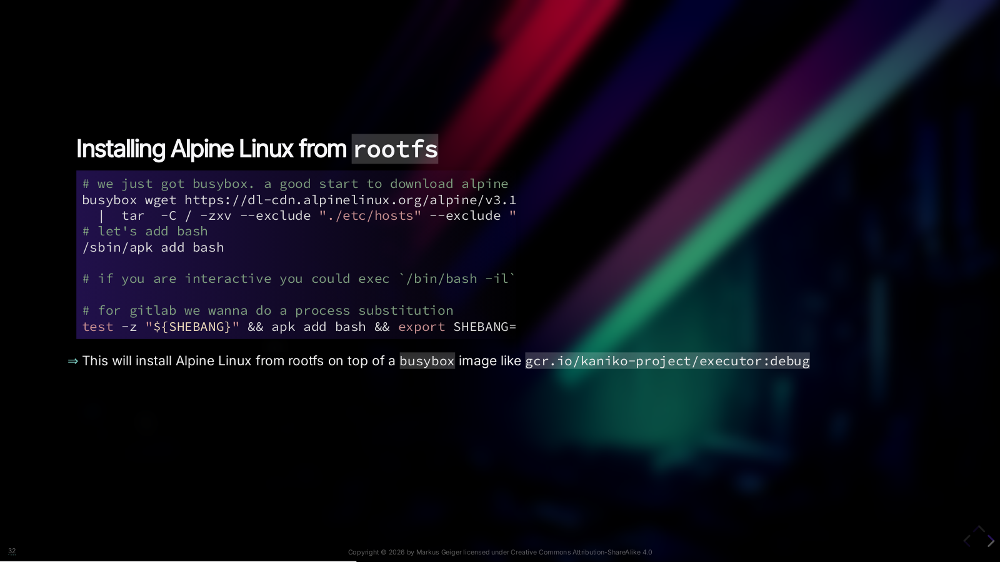 Installing Alpine Linux from rootfs
# we just got busybox. a good start to download alpine
busybox wget https://dl-cdn.alpinelinux.org/alpine/v3.1
  |  tar  -C / -zxv --exclude "./etc/hosts" --exclude "
# let's add bash
/sbin/apk add bash
# if you are interactive you could exec `/bin/bash -il`
# for gitlab we wanna do a process substitution
test -z "${SHEBANG}" && apk add bash && export SHEBANG=
⇒ This will install Alpine Linux from rootfs on top of a busybox image like gcr.io/kaniko-project/executor:debug
32
Copyright © 2026 by Markus Geiger licensed under Creative Commons Attribution-ShareAlike 4.0